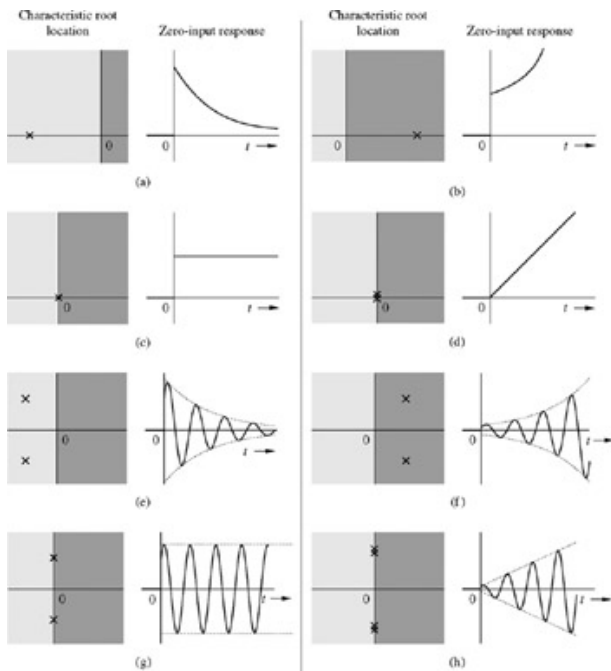 Characteristic root
location
Zero-input response
Characteristic root
location
Zero-input response
0
0
t
(a)
0
0
t
(b)
0
0
t
(c)
0
0
t
(d)
0
0
t
(e)
0
0
t
(f)
0
0
t
(g)
0
0
t
(h)